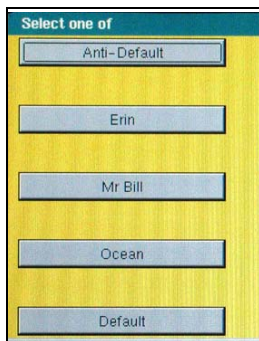 Select one of
Anti-Default
Erin
Mr Bill
Ocean
Default